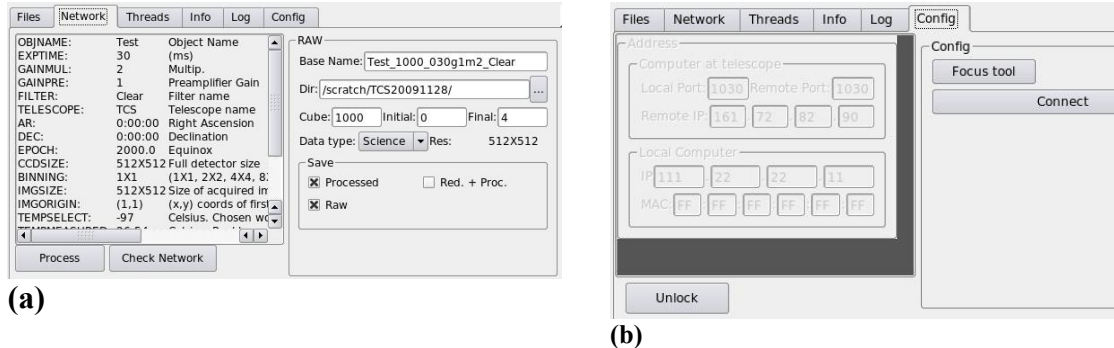 Files Network Threads Info Log Config
OBJNAME: Test Object Name
EXPTIME: 30 (ms)
GAINMUL: 2 Multip.
GAINPRE: 1 Preamplifier Gain
FILTER: Clear Filter name
TELESCOPE: TCS Telescope name
AR: 0:00:00 Right Ascension
DEC: 0:00:00 Declination
EPOCH: 2000.0 Equinox
CCDSIZE: 512X512 Full detector size
BINNING: 1X1 (1X1, 2X2, 4X4, 8
IMGSIZE: 512X512 Size of acquired
IMGORIGIN: (1,1) (x,y) coords of first
TEMPSELECT: -97 Celsius. Chosen
Process Check Network
RAW
Base Name: Test_1000_030g1m2_Clear
Dir: /scratch/TCS20091128/ ...
Cube: 1000 Initial: 0 Final: 4
Data type: Science Res: 512X512
Save
Processed Red. + Proc.
Raw
(a)
Files Network Threads Info Log Config
Address
Computer at telescope
Local Port: 1030 Remote Port: 1030
Remote IP: 161 . 72 . 82 . 90
Local Computer
IP 111 . 22 . 22 . 11
MAC: FF : FF : FF : FF : FF : FF
Unlock
Config
Focus tool
Connect
(b)